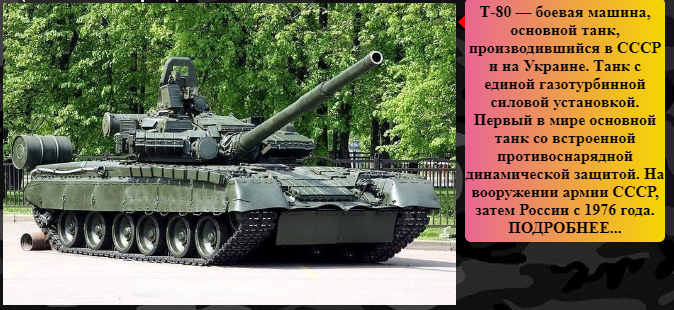 Т-80 — боевая машина,
основной танк,
производившийся в СССР
и на Украине. Танк с
единой газотурбинной
силовой установкой.
Первый в мире основной
танк со встроенной
противоснарядной
динамической защитой. На
вооружении армии СССР,
затем России с 1976 года.
ПОДРОБНЕЕ...